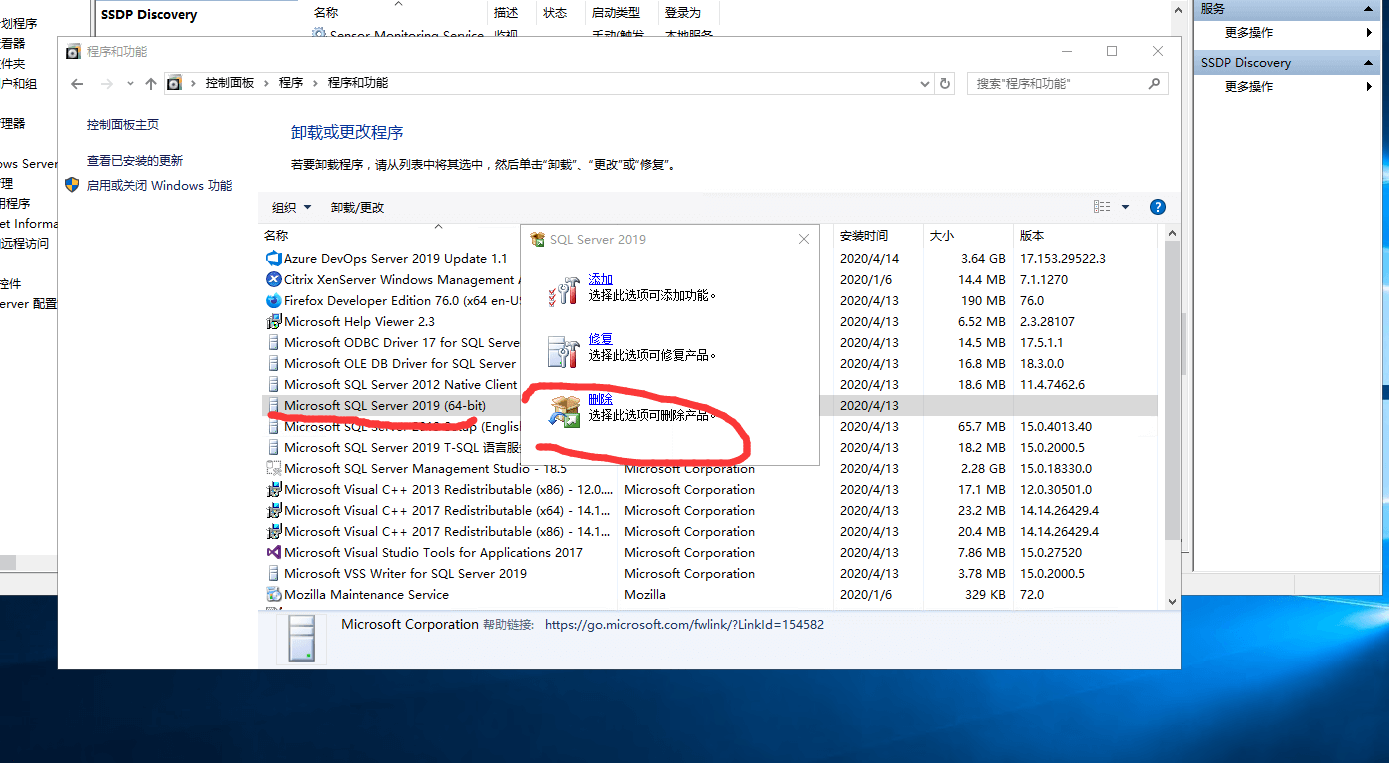 SSDP Discovery
名称 描述 状态 启动类型 登录为
服务
更多操作
SSDP Discovery
更多操作
划程序
看器
件夹
户和组
理器
ows Server
理
用程序
et Informa
远程访问
控件
erver 配置
程序和功能
控制面板 程序 程序和功能
搜索"程序和功能"
控制面板主页
查看已安装的更新
启用或关闭 Windows 功能
卸载或更改程序
若要卸载程序，请从列表中将其选中，然后单击“卸载”、“更改”或“修复”。
组织 卸载/更改
名称 安装时间 大小 版本
Azure DevOps Server 2019 Update 1.1 2020/4/14 3.64 GB 17.153.29522.3
Citrix XenServer Windows Management 2020/1/6 14.4 MB 7.1.1270
Firefox Developer Edition 76.0 (x64 en-US 2020/4/13 190 MB 76.0
Microsoft Help Viewer 2.3 2020/4/13 6.52 MB 2.3.28107
Microsoft ODBC Driver 17 for SQL Serve 2020/4/13 14.5 MB 17.5.1.1
Microsoft OLE DB Driver for SQL Server 2020/4/13 16.8 MB 18.3.0.0
Microsoft SQL Server 2012 Native Client 2020/4/13 18.6 MB 11.4.7462.6
Microsoft SQL Server 2019 (64-bit) 2020/4/13
Microsoft SQL Server 2019 Setup (English 2020/4/13 65.7 MB 15.0.4013.40
Microsoft SQL Server 2019 T-SQL 语言服 2020/4/13 18.2 MB 15.0.2000.5
Microsoft SQL Server Management Studio - 18.5 Microsoft Corporation 2020/4/13 2.28 GB 15.0.18330.0
Microsoft Visual C++ 2013 Redistributable (x86) - 12.0.... Microsoft Corporation 2020/4/13 17.1 MB 12.0.30501.0
Microsoft Visual C++ 2017 Redistributable (x64) - 14.1... Microsoft Corporation 2020/4/13 23.2 MB 14.14.26429.4
Microsoft Visual C++ 2017 Redistributable (x86) - 14.1... Microsoft Corporation 2020/4/13 20.4 MB 14.14.26429.4
Microsoft Visual Studio Tools for Applications 2017 Microsoft Corporation 2020/4/13 7.86 MB 15.0.27520
Microsoft VSS Writer for SQL Server 2019 Microsoft Corporation 2020/4/13 3.78 MB 15.0.2000.5
Mozilla Maintenance Service Mozilla 2020/1/6 329 KB 72.0
SQL Server 2019
添加
选择此选项可添加功能。
修复
选择此选项可修复产品。
删除
选择此选项可删除产品。
Microsoft Corporation 帮助链接: https://go.microsoft.com/fwlink/?LinkId=154582